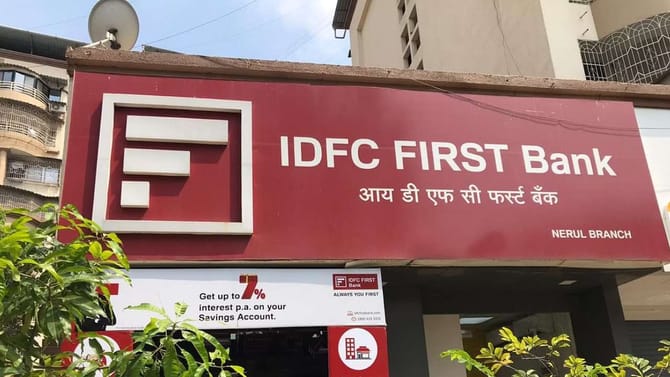 IDFC FIRST Bank
आय डी एफ सी फर्स्ट बँक
NERUL BRANCH
Get up to 7%
interest p.a. on your
Savings Account.
IDFC FIRST
Bank
ALWAYS YOU FIRST